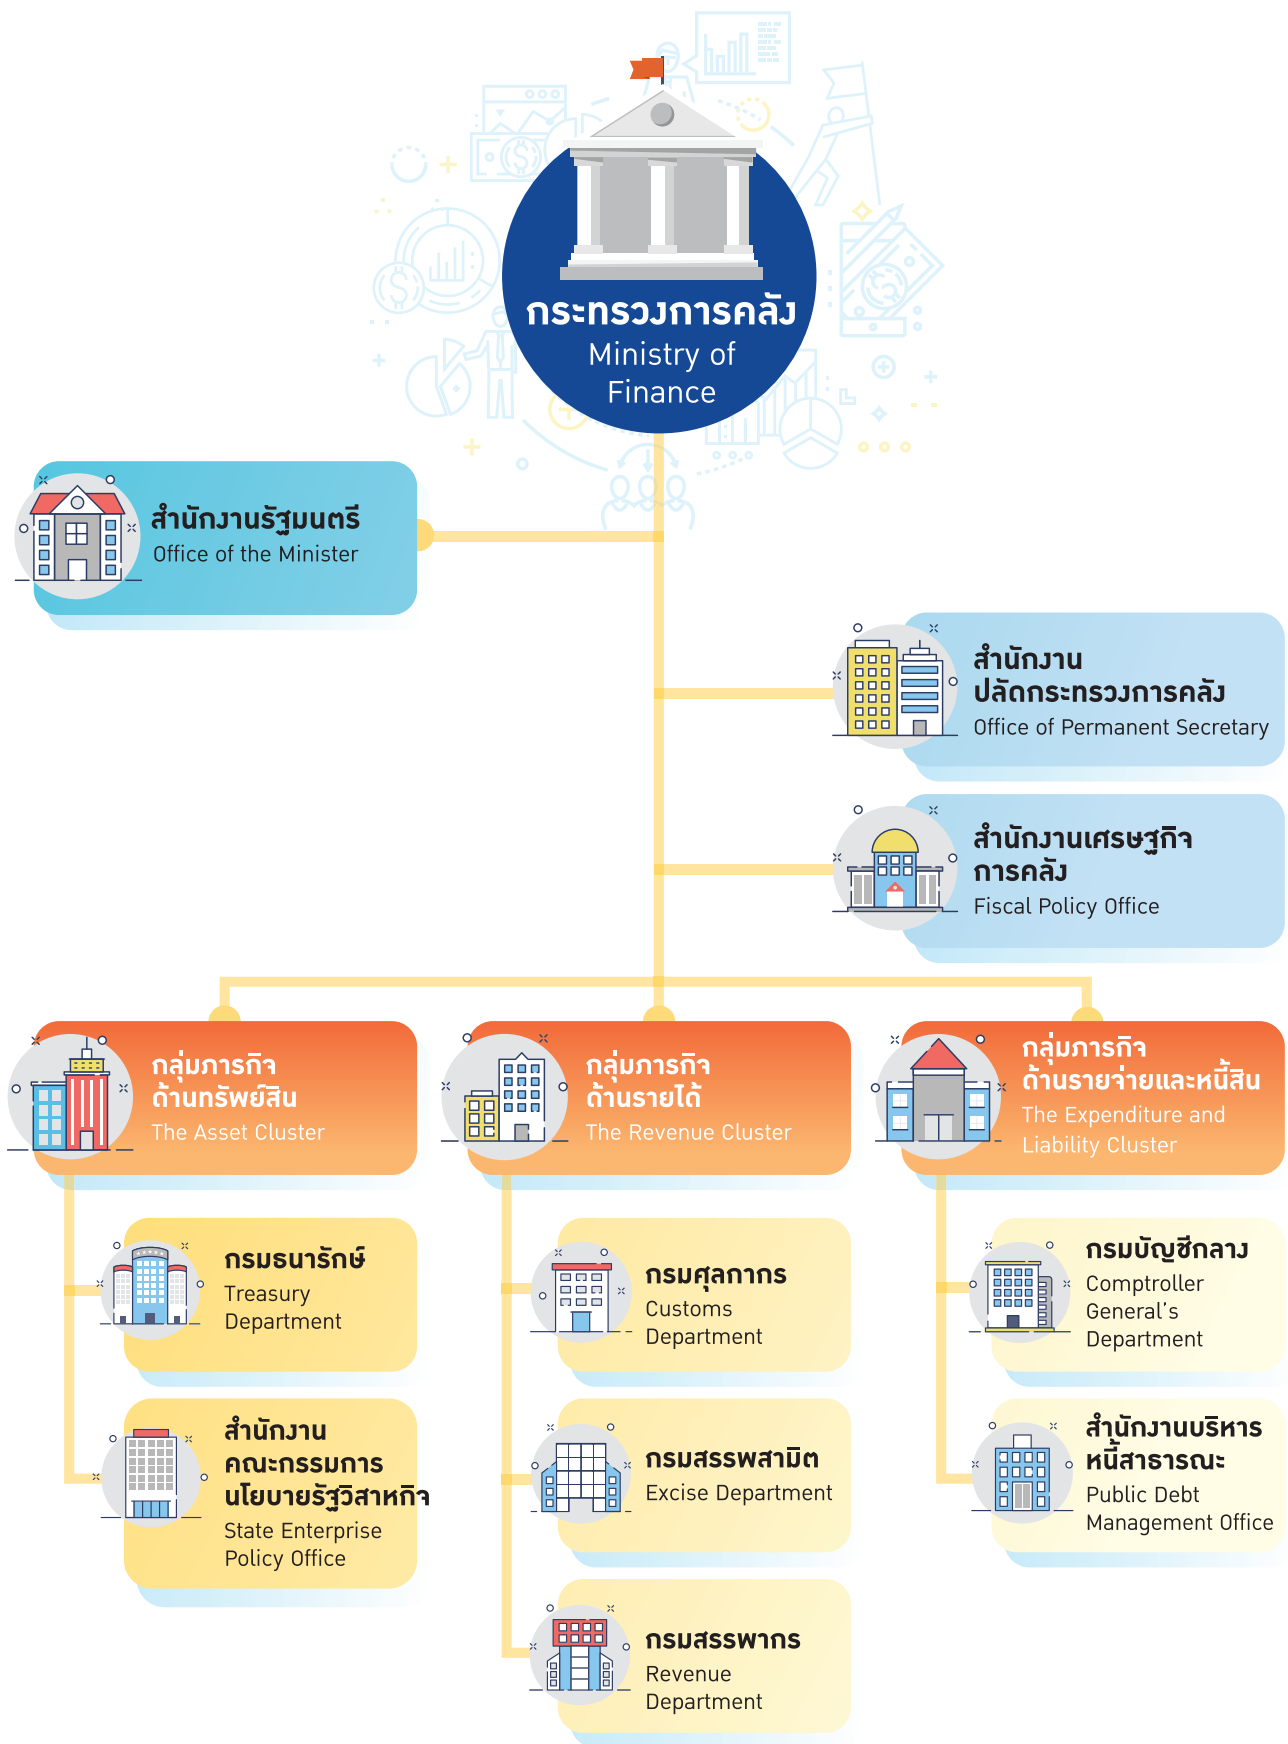 กระทรวงการคลัง
Ministry of
Finance
สำนักงานรัฐมนตรี
Office of the Minister
สำนักงาน
ปลัดกระทรวงการคลัง
Office of Permanent Secretary
สำนักงานเศรษฐกิจ
การคลัง
Fiscal Policy Office
กลุ่มภารกิจ
ด้านทรัพย์สิน
The Asset Cluster
กลุ่มภารกิจ
ด้านรายได้
The Revenue Cluster
กลุ่มภารกิจ
ด้านรายจ่ายและหนี้สิน
The Expenditure and
Liability Cluster
กรมธนารักษ์
Treasury
Department
สำนักงาน
คณะกรรมการ
นโยบายรัฐวิสาหกิจ
State Enterprise
Policy Office
กรมศุลกากร
Customs
Department
กรมสรรพสามิต
Excise Department
กรมสรรพากร
Revenue
Department
กรมบัญชีกลาง
Comptroller
General's
Department
สำนักงานบริหาร
หนี้สาธารณะ
Public Debt
Management Office